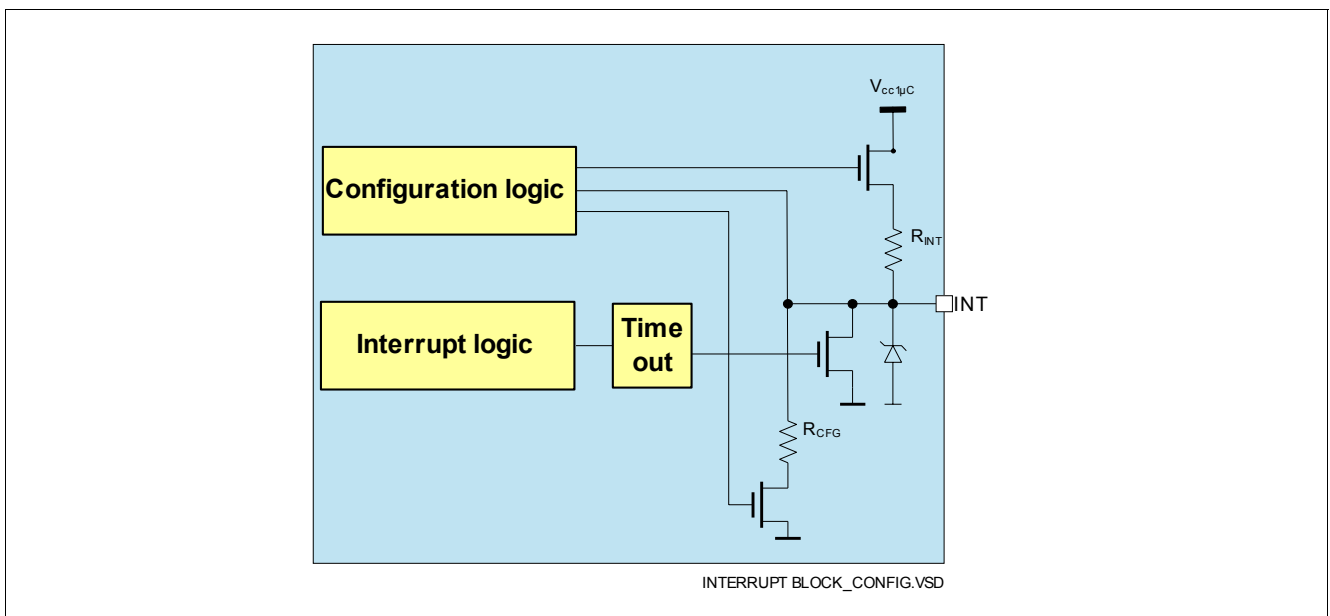 Vcc1µC
Configuration logic
RINT
INT
Interrupt logic
Time
out
RCFG
INTERRUPT BLOCK_CONFIG.VSD